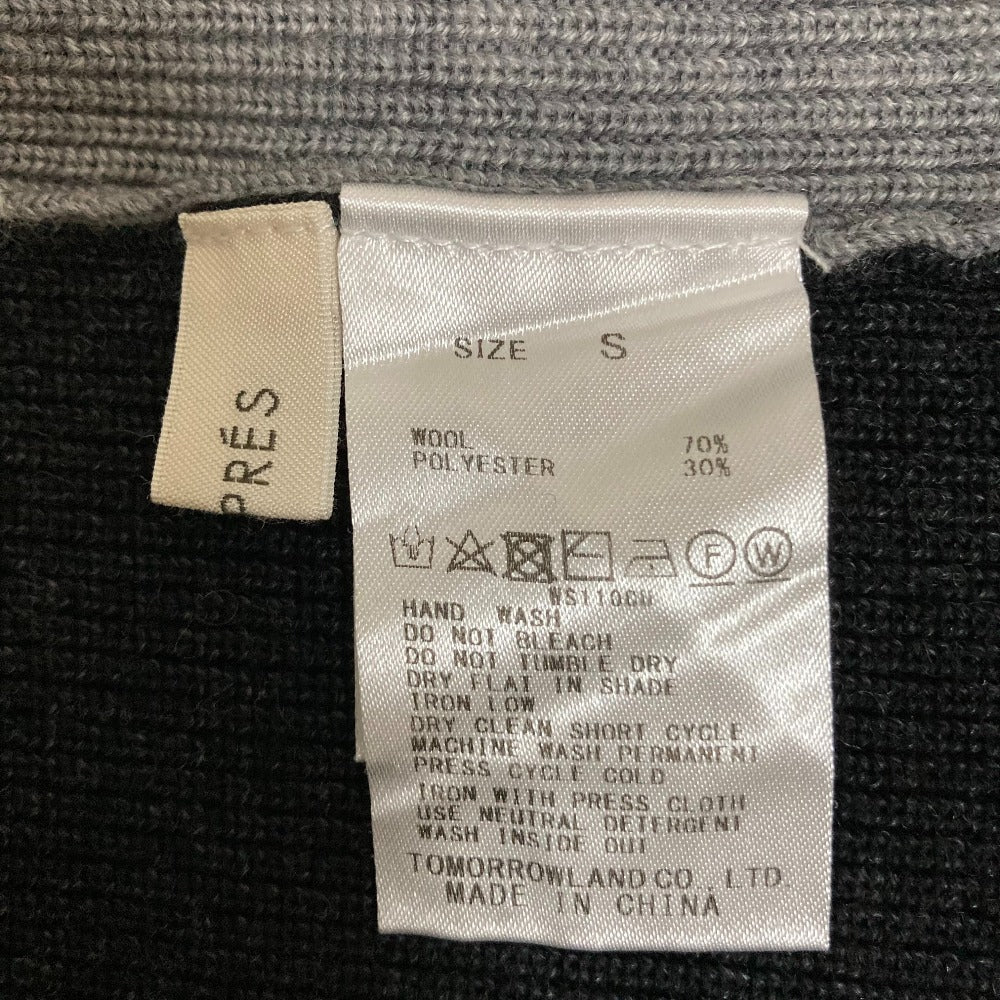 PRÉS
SIZE S
WOOL 70%
POLYESTER 30%
F W
WS110CU
HAND WASH
DO NOT BLEACH
DO NOT TUMBLE DRY
DRY FLAT IN SHADE
IRON LOW
DRY CLEAN SHORT CYCLE
MACHINE WASH PERMANENT
PRESS CYCLE COLD
IRON WITH PRESS CLOTH
USE NEUTRAL DETERGENT
WASH INSIDE OUT
TOMORROWLAND CO., LTD.
MADE IN CHINA